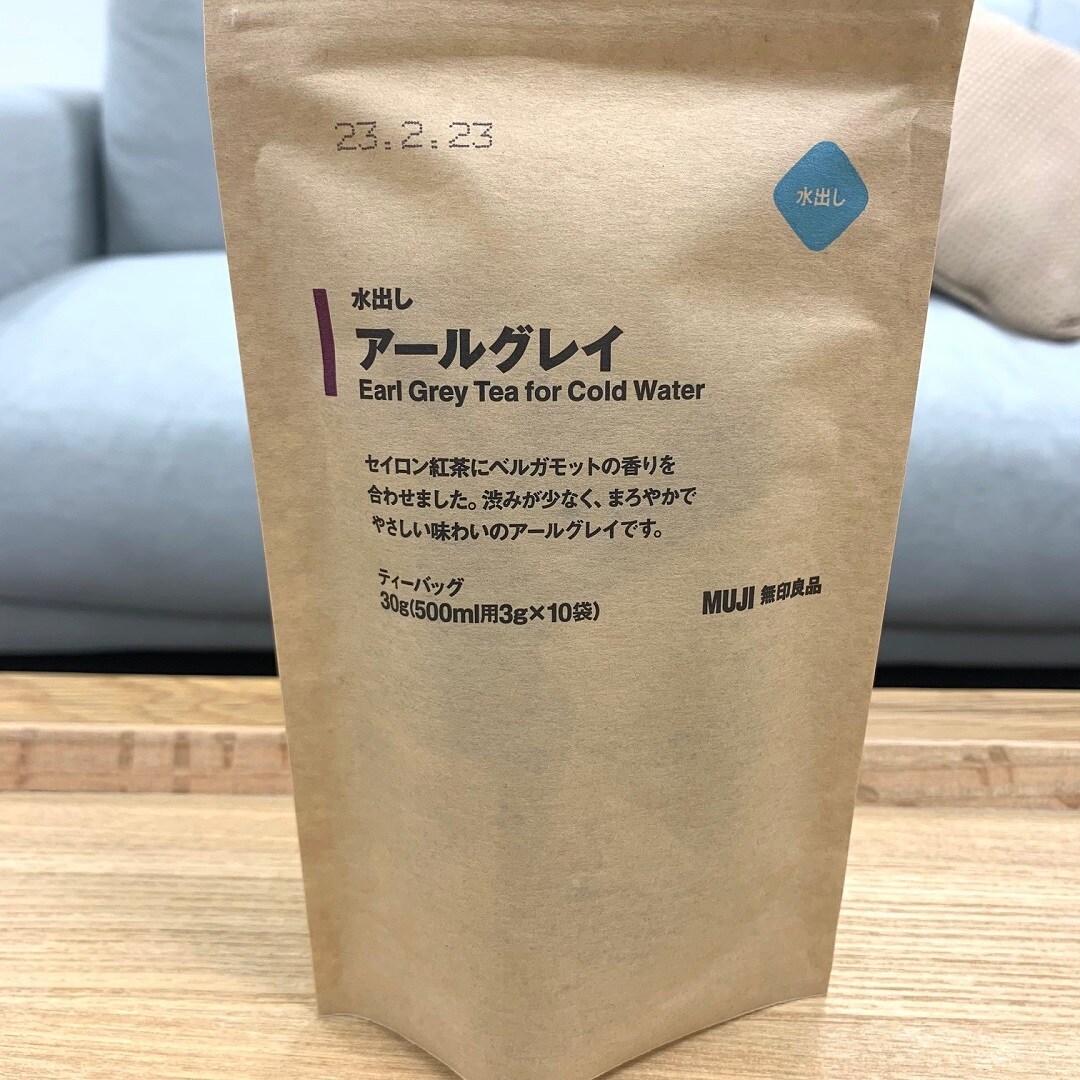 23.2.23
水出し
水出し
アールグレイ
Earl Grey Tea for Cold Water
セイロン紅茶にベルガモットの香りを
合わせました。渋みが少なく、まろやかで
やさしい味わいのアールグレイです。
ティーバッグ
30g(500ml用3g×10袋)
MUJI 無印良品